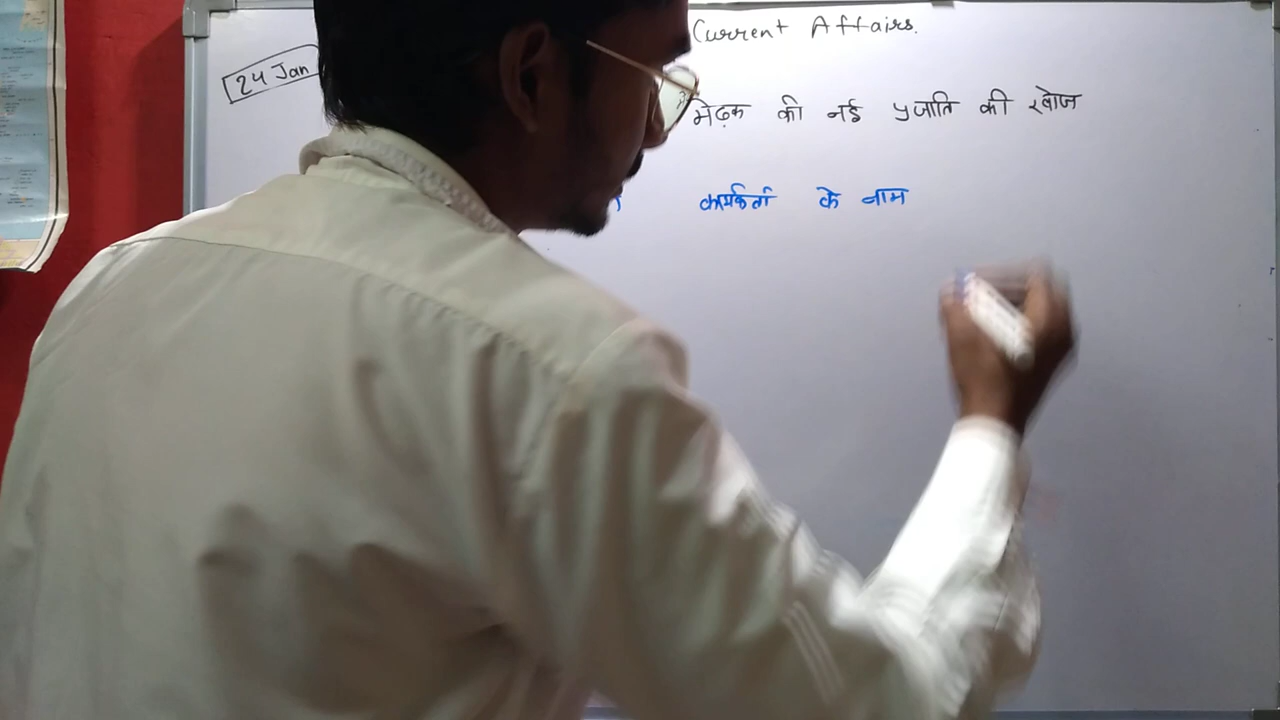 Current Affairs.
24 Jan
मेढ़क की नई प्रजाति की खोज
कार्यकर्ता के नाम